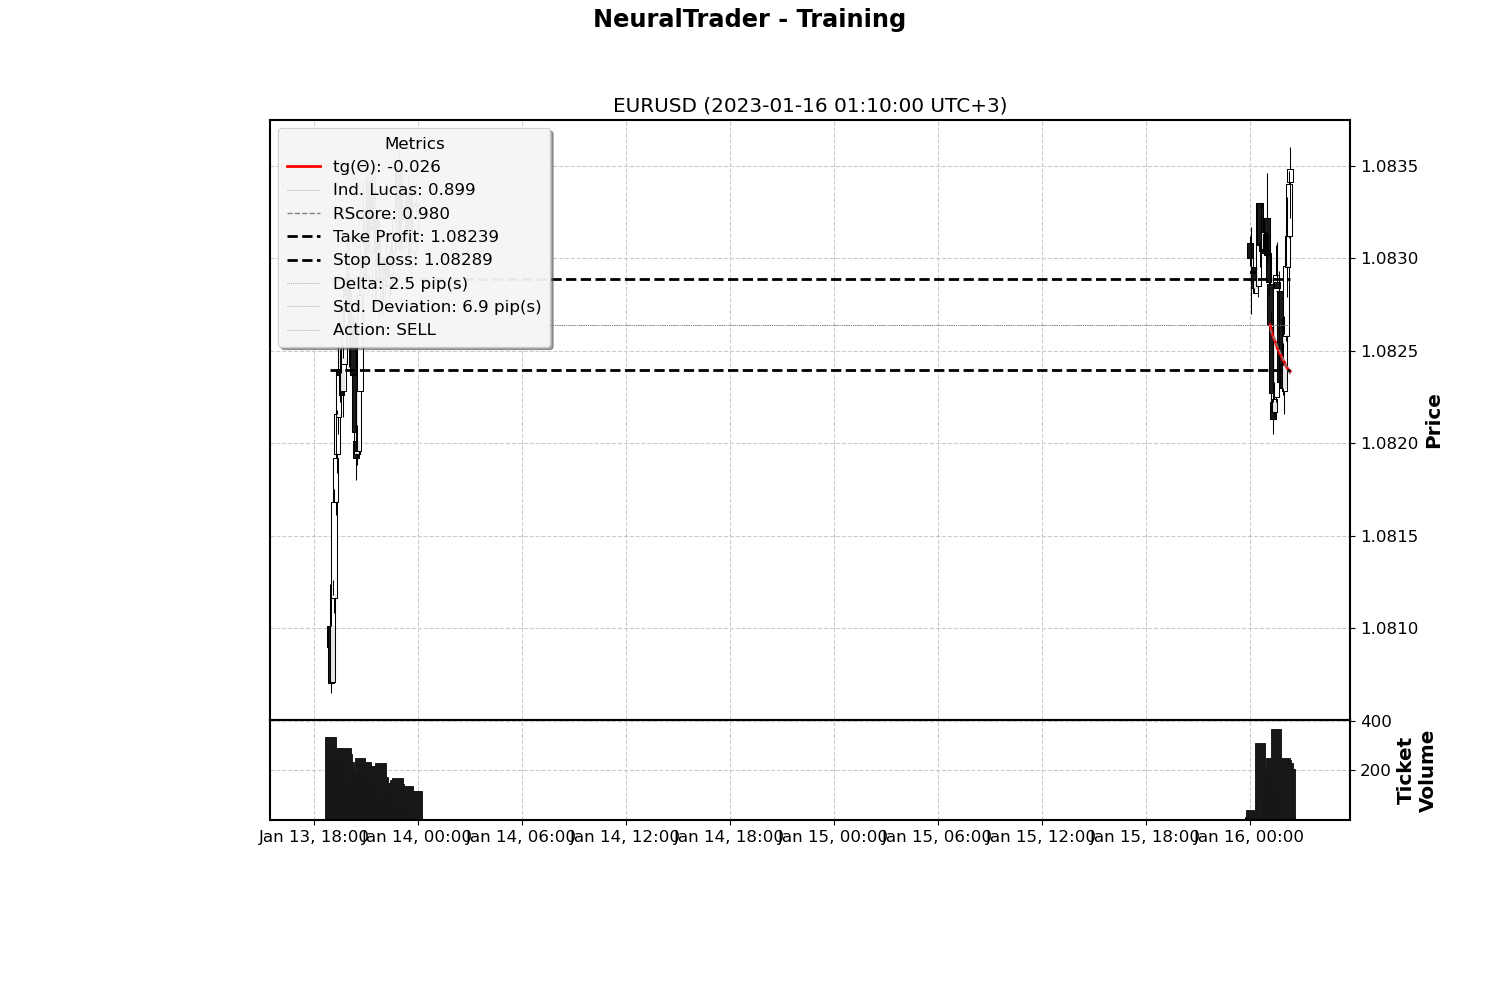 NeuralTrader - Training
EURUSD (2023-01-16 01:10:00 UTC+3)
Metrics
tg(Θ): -0.026
Ind. Lucas: 0.899
RScore: 0.980
Take Profit: 1.08239
Stop Loss: 1.08289
Delta: 2.5 pip(s)
Std. Deviation: 6.9 pip(s)
Action: SELL
1.0835
1.0830
1.0825
1.0820
1.0815
1.0810
Price
400
200
Ticket
Volume
Jan 13, 18:00
Jan 14, 00:00
Jan 14, 06:00
Jan 14, 12:00
Jan 14, 18:00
Jan 15, 00:00
Jan 15, 06:00
Jan 15, 12:00
Jan 15, 18:00
Jan 16, 00:00